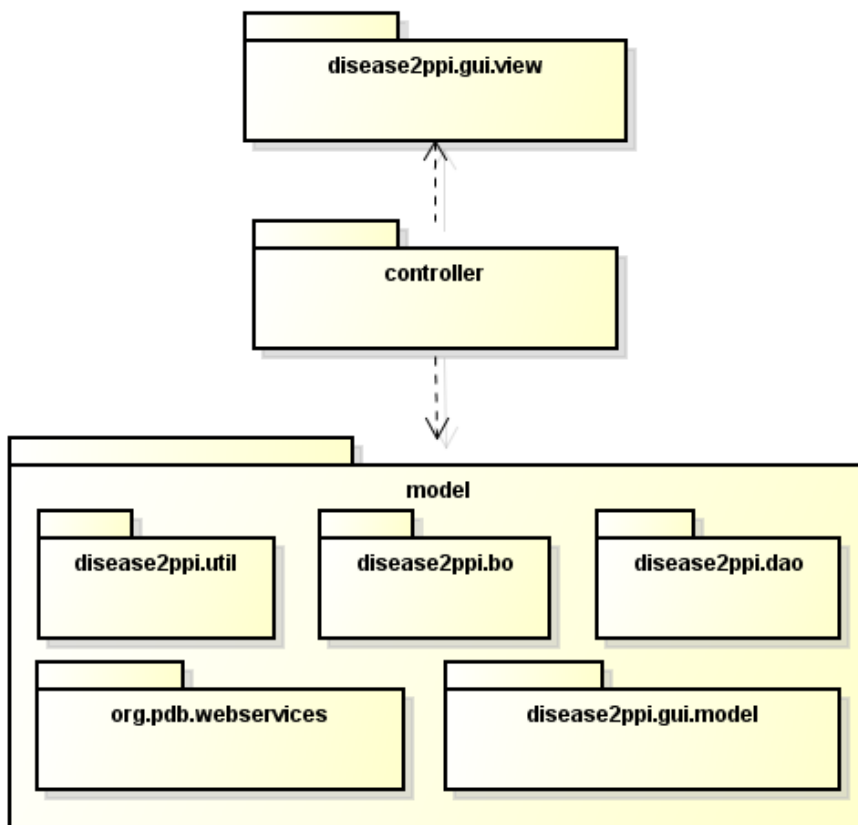 disease2ppi.gui.view
controller
model
disease2ppi.util
disease2ppi.bo
disease2ppi.dao
org.pdb.webservices
disease2ppi.gui.model